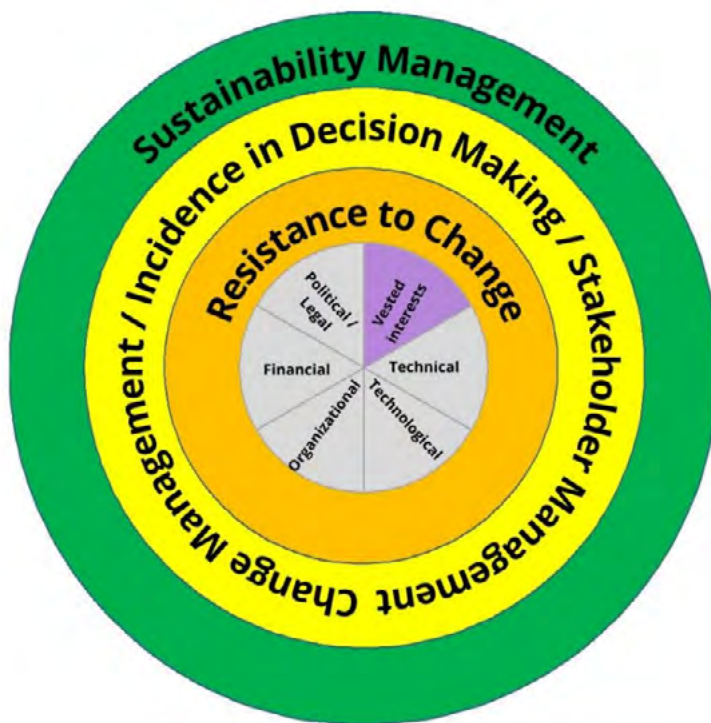 Sustainability Management
Change Management / Incidence in Decision Making / Stakeholder Management
Resistance to Change
Political /
Legal
Vested
interests
Financial
Technical
Organizational
Technological